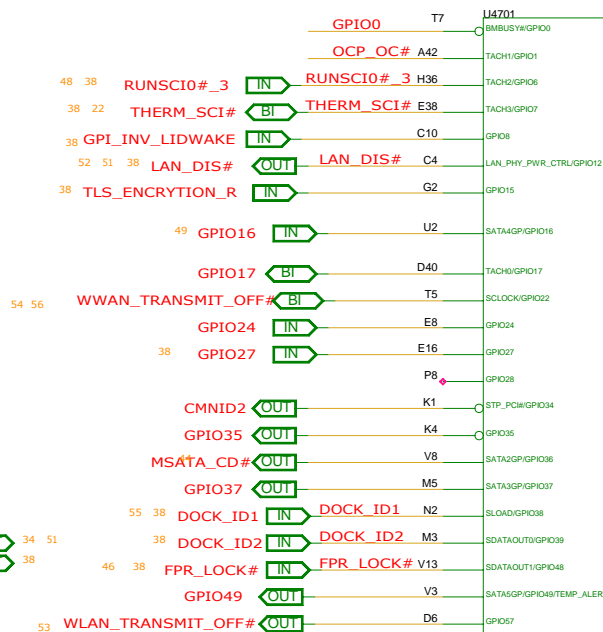 U4701
GPIO0 T7 BMBUSY#/GPIO0
OCP_OC# A42 TACH1/GPIO1
48 38 RUNSCI0#_3 IN RUNSCI0#_3 H36 TACH2/GPIO6
38 22 THERM_SCI# BI THERM_SCI# E38 TACH3/GPIO7
38 GPI_INV_LIDWAKE IN C10 GPIO8
52 51 38 LAN_DIS# OUT LAN_DIS# C4 LAN_PHY_PWR_CTRL/GPIO12
38 TLS_ENCRYTION_R IN G2 GPIO15
49 GPIO16 IN U2 SATA4GP/GPIO16
GPIO17 BI D40 TACH0/GPIO17
54 56 WWAN_TRANSMIT_OFF# BI T5 SCLOCK/GPIO22
GPIO24 IN E8 GPIO24
38 GPIO27 IN E16 GPIO27
P8 GPIO28
CMNID2 OUT K1 STP_PCI#/GPIO34
GPIO35 OUT K4 GPIO35
44 MSATA_CD# OUT V8 SATA2GP/GPIO36
GPIO37 OUT M5 SATA3GP/GPIO37
55 38 DOCK_ID1 IN DOCK_ID1 N2 SLOAD/GPIO38
34 51 38 DOCK_ID2 IN DOCK_ID2 M3 SDATAOUT0/GPIO39
38 46 38 FPR_LOCK# IN FPR_LOCK# V13 SDATAOUT1/GPIO48
GPIO49 OUT V3 SATA5GP/GPIO49/TEMP_ALER
53 WLAN_TRANSMIT_OFF# OUT D6 GPIO57